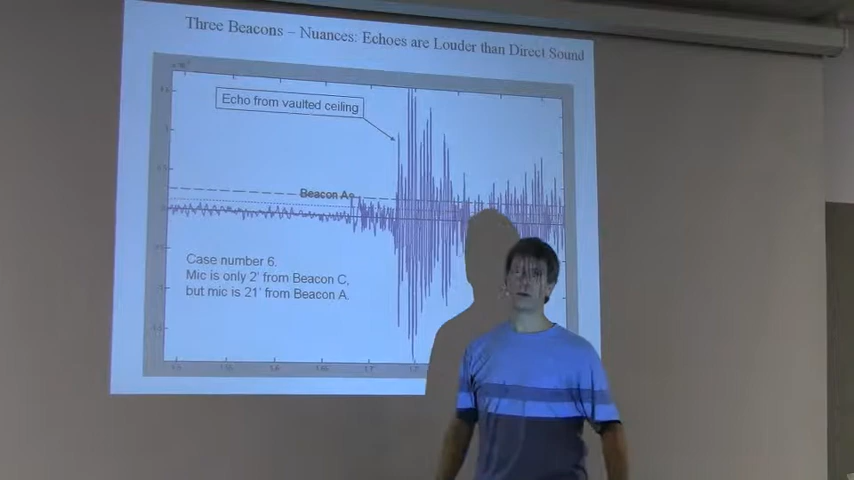 Three Beacons – Nuances: Echoes are Louder than Direct Sound
Echo from vaulted ceiling
Beacon A
Case number 6.
Mic is only 2' from Beacon C,
but mic is 21' from Beacon A.